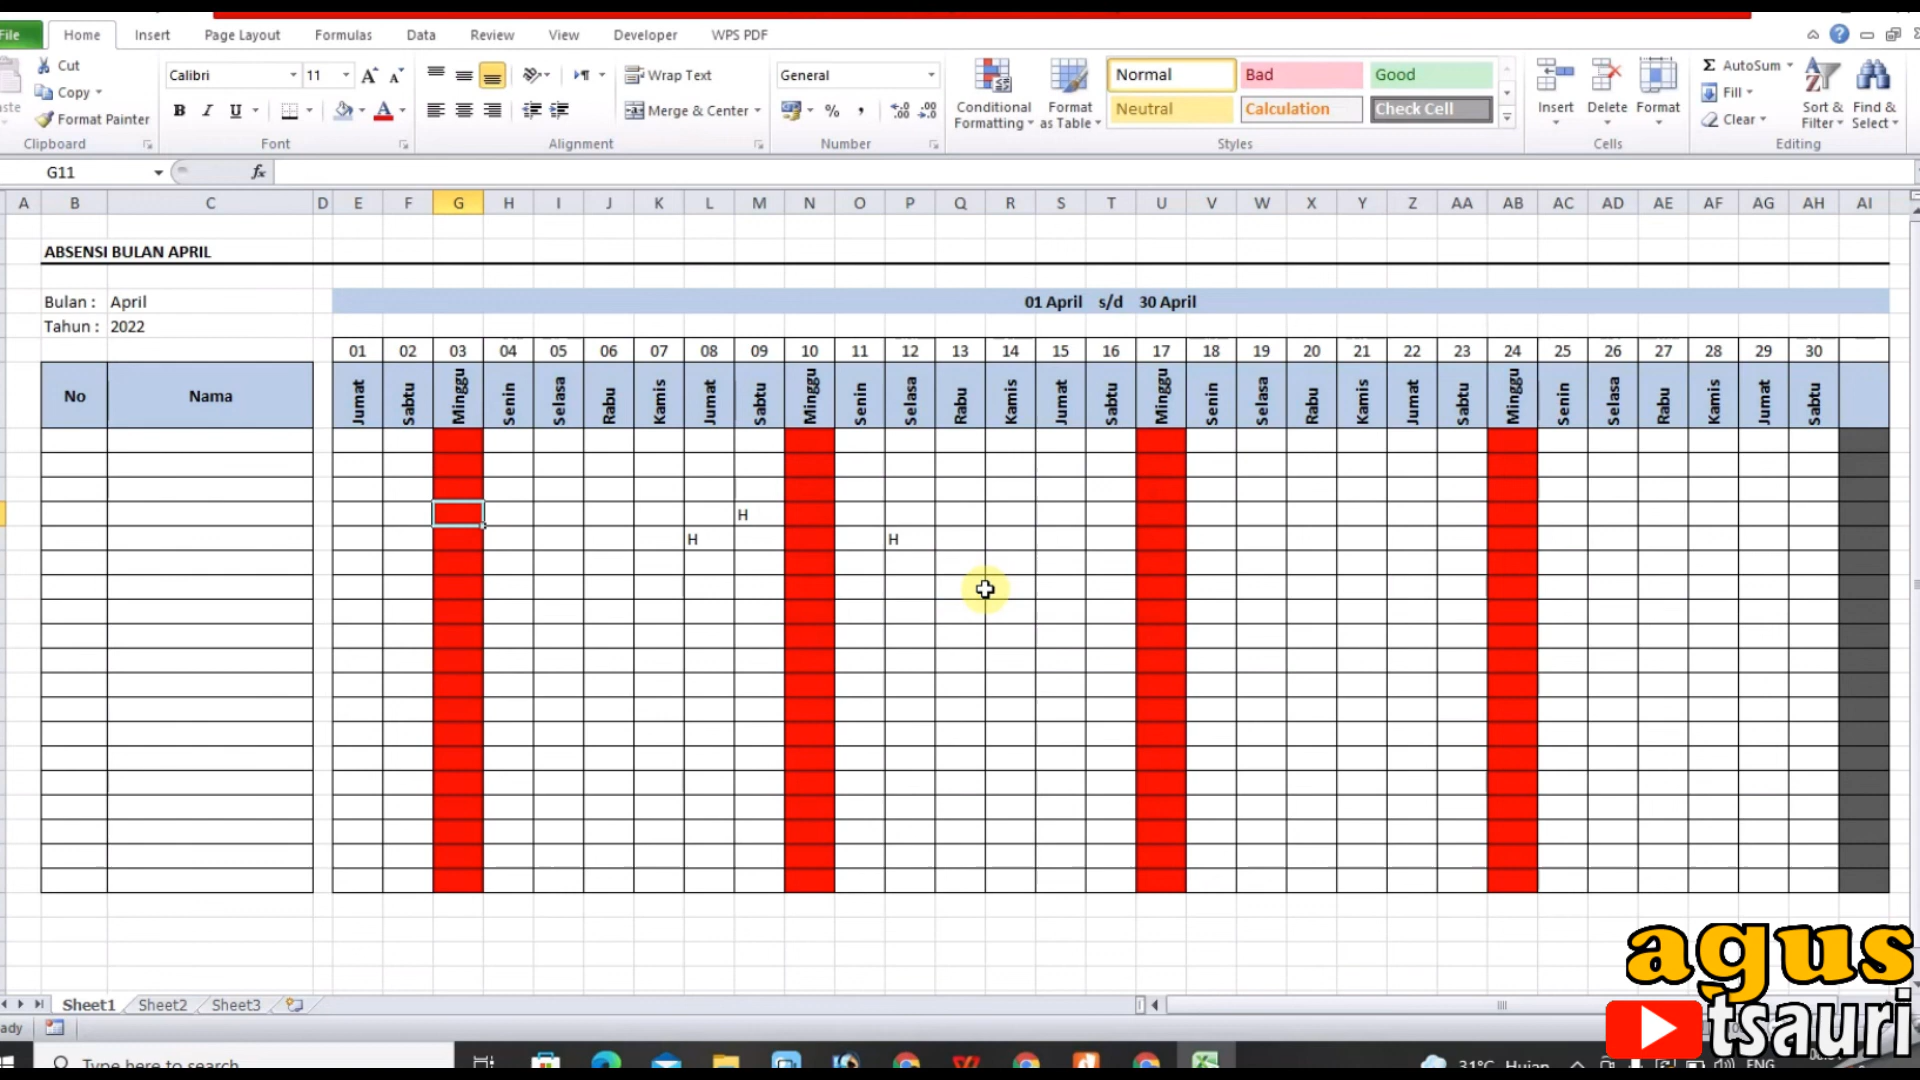 File Home Insert Page Layout Formulas Data Review View Developer WPS PDF
Cut
Copy
Format Painter
Clipboard
Calibri 11
B I U
Font
Wrap Text
Merge & Center
Alignment
General
%
Number
Conditional Formatting
Format as Table
Normal Bad Good
Neutral Calculation Check Cell
Styles
Insert Delete Format
Cells
AutoSum
Fill
Clear
Sort & Filter
Find & Select
Editing
G11 fx
A B C D E F G H I J K L M N O P Q R S T U V W X Y Z AA AB AC AD AE AF AG AH AI
ABSENSI BULAN APRIL
Bulan : April 01 April s/d 30 April
Tahun : 2022
01 02 03 04 05 06 07 08 09 10 11 12 13 14 15 16 17 18 19 20 21 22 23 24 25 26 27 28 29 30
No Nama Jumat Sabtu Minggu Senin Selasa Rabu Kamis Jumat Sabtu Minggu Senin Selasa Rabu Kamis Jumat Sabtu Minggu Senin Selasa Rabu Kamis Jumat Sabtu Minggu Senin Selasa Rabu Kamis Jumat Sabtu
H
H H
Sheet1 Sheet2 Sheet3
agus
tsauri
Type here to search
31°C Hujan ENG